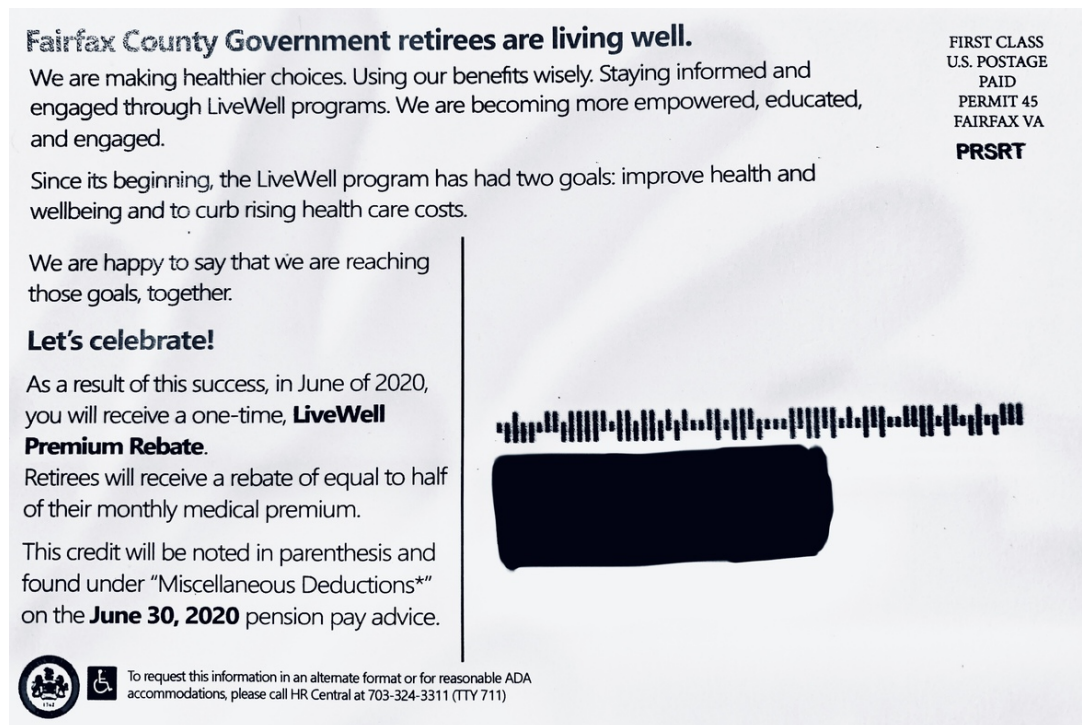 Fairfax County Government retirees are living well.
We are making healthier choices. Using our benefits wisely. Staying informed and
engaged through LiveWell programs. We are becoming more empowered, educated,
and engaged.
Since its beginning, the LiveWell program has had two goals: improve health and
wellbeing and to curb rising health care costs.
We are happy to say that we are reaching
those goals, together.
Let's celebrate!
As a result of this success, in June of 2020,
you will receive a one-time, LiveWell
Premium Rebate.
Retirees will receive a rebate of equal to half
of their monthly medical premium.
This credit will be noted in parenthesis and
found under “Miscellaneous Deductions*”
on the June 30, 2020 pension pay advice.
To request this information in an alternate format or for reasonable ADA
accommodations, please call HR Central at 703-324-3311 (TTY 711)
FIRST CLASS
U.S. POSTAGE
PAID
PERMIT 45
FAIRFAX VA
PRSRT
1742